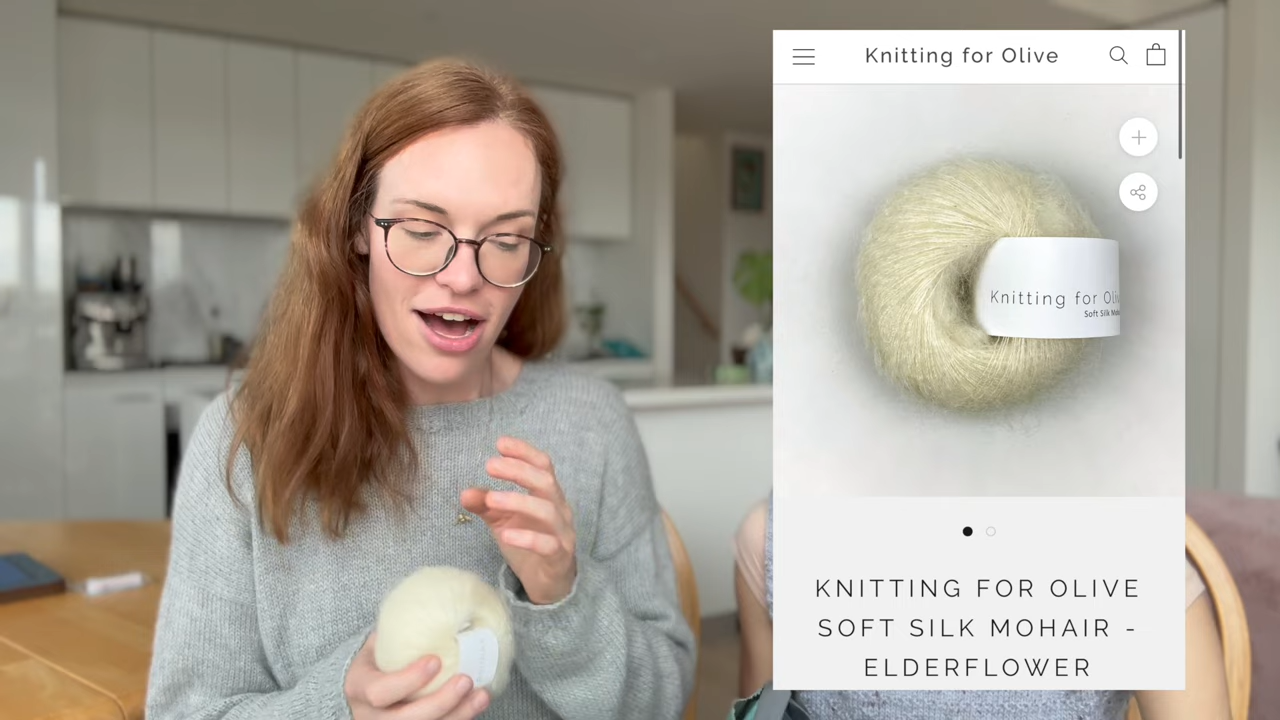 Knitting for Olive
Knitting for Oliv
Soft Silk Moha
KNITTING FOR OLIVE
SOFT SILK MOHAIR -
ELDERFLOWER